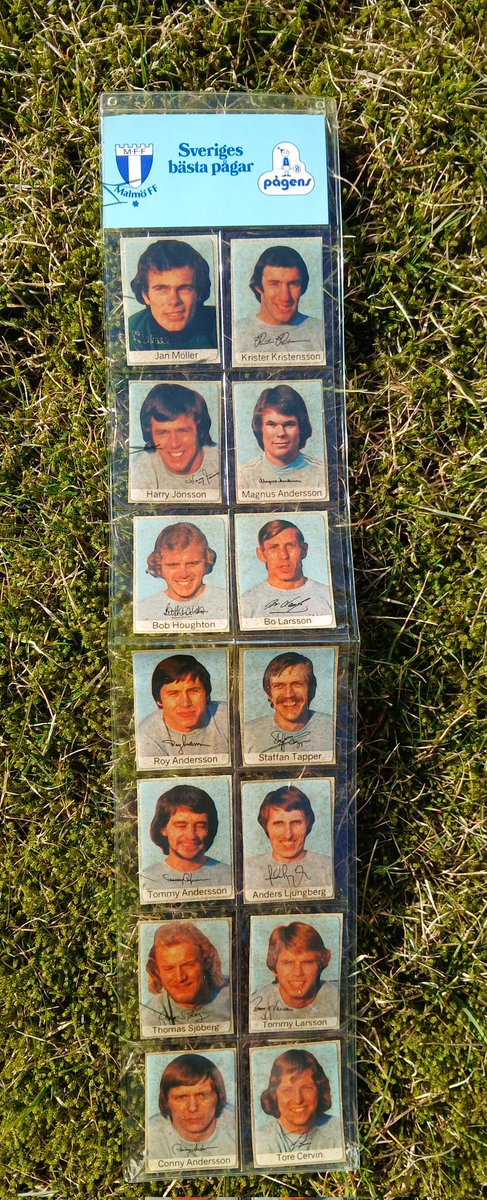 MFF
Malmö FF
Sveriges
bästa pågar
pågens
Jan Möller
Krister Kristensson
Harry Jönsson
Magnus Andersson
Bob Houghton
Bo Larsson
Roy Andersson
Staffan Tapper
Tommy Andersson
Anders Ljungberg
Thomas Sjöberg
Tommy Larsson
Conny Andersson
Tore Cervin